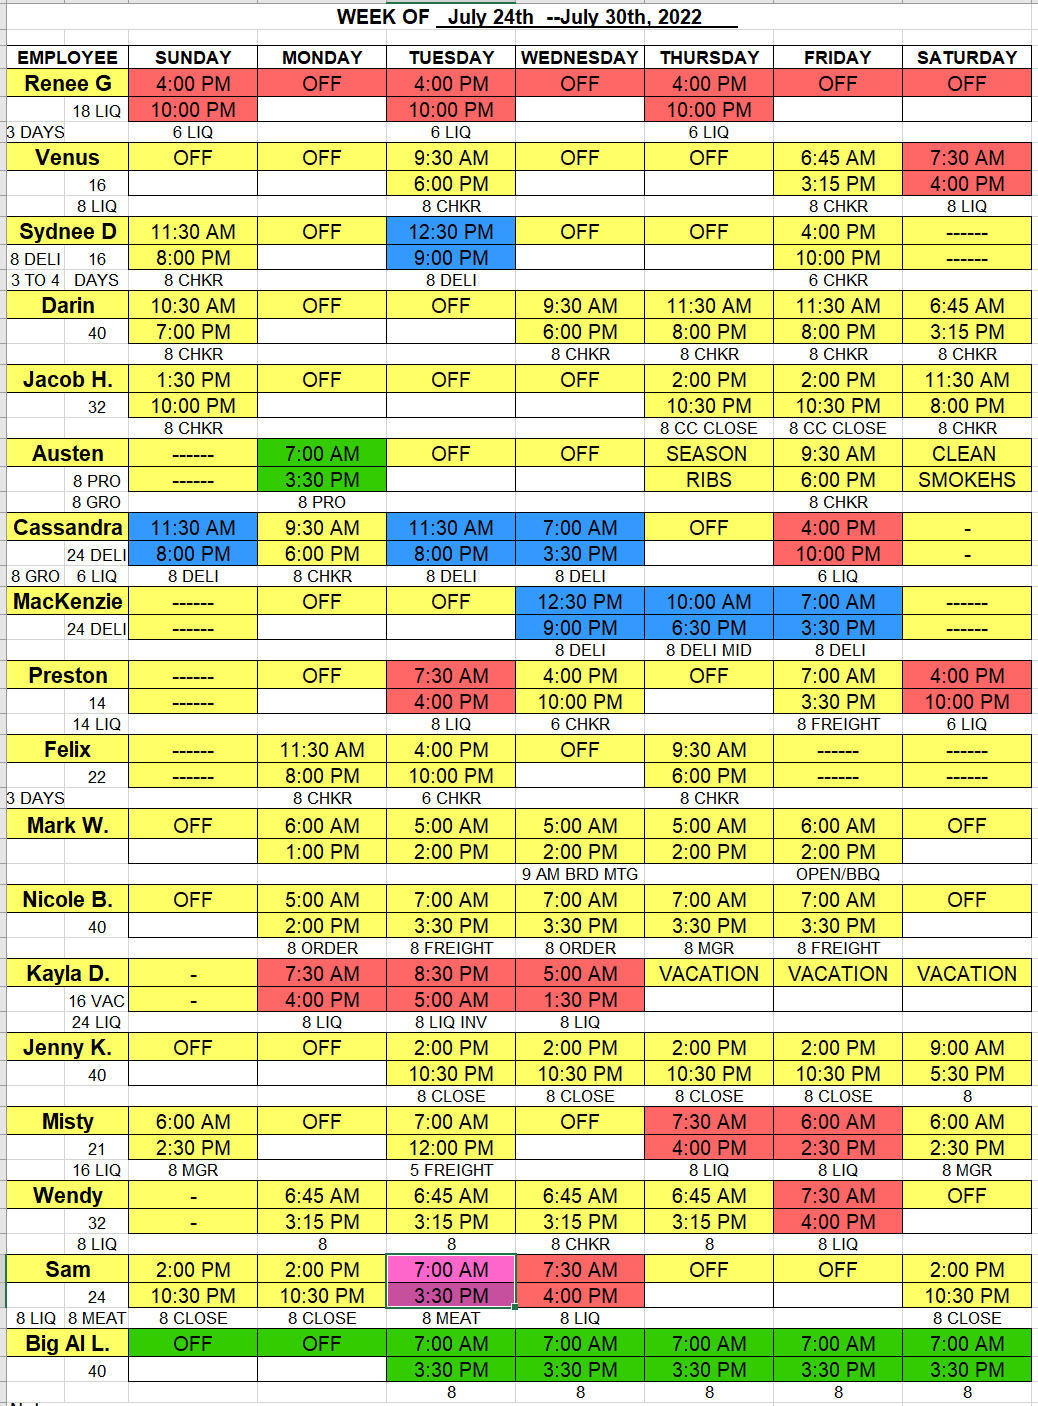 WEEK OF July 24th --July 30th, 2022
EMPLOYEE SUNDAY MONDAY TUESDAY WEDNESDAY THURSDAY FRIDAY SATURDAY
Renee G 4:00 PM OFF 4:00 PM OFF 4:00 PM OFF OFF
18 LIQ 10:00 PM 10:00 PM 10:00 PM
3 DAYS 6 LIQ 6 LIQ 6 LIQ
Venus OFF OFF 9:30 AM OFF OFF 6:45 AM 7:30 AM
16 6:00 PM 3:15 PM 4:00 PM
8 LIQ 8 CHKR 8 CHKR 8 LIQ
Sydnee D 11:30 AM OFF 12:30 PM OFF OFF 4:00 PM ------
8 DELI 16 8:00 PM 9:00 PM 10:00 PM ------
3 TO 4 DAYS 8 CHKR 8 DELI 6 CHKR
Darin 10:30 AM OFF OFF 9:30 AM 11:30 AM 11:30 AM 6:45 AM
40 7:00 PM 6:00 PM 8:00 PM 8:00 PM 3:15 PM
8 CHKR 8 CHKR 8 CHKR 8 CHKR 8 CHKR
Jacob H. 1:30 PM OFF OFF OFF 2:00 PM 2:00 PM 11:30 AM
32 10:00 PM 10:30 PM 10:30 PM 8:00 PM
8 CHKR 8 CC CLOSE 8 CC CLOSE 8 CHKR
Austen ------ 7:00 AM OFF OFF SEASON 9:30 AM CLEAN
8 PRO ------ 3:30 PM RIBS 6:00 PM SMOKEHS
8 GRO 8 PRO 8 CHKR
Cassandra 11:30 AM 9:30 AM 11:30 AM 7:00 AM OFF 4:00 PM -
24 DELI 8:00 PM 6:00 PM 8:00 PM 3:30 PM 10:00 PM -
8 GRO 6 LIQ 8 DELI 8 CHKR 8 DELI 8 DELI 6 LIQ
MacKenzie ------ OFF OFF 12:30 PM 10:00 AM 7:00 AM ------
24 DELI ------ 9:00 PM 6:30 PM 3:30 PM ------
8 DELI 8 DELI MID 8 DELI
Preston ------ OFF 7:30 AM 4:00 PM OFF 7:00 AM 4:00 PM
14 ------ 4:00 PM 10:00 PM 3:30 PM 10:00 PM
14 LIQ 8 LIQ 6 CHKR 8 FREIGHT 6 LIQ
Felix ------ 11:30 AM 4:00 PM OFF 9:30 AM ------ ------
22 ------ 8:00 PM 10:00 PM 6:00 PM ------ ------
3 DAYS 8 CHKR 6 CHKR 8 CHKR
Mark W. OFF 6:00 AM 5:00 AM 5:00 AM 5:00 AM 6:00 AM OFF
1:00 PM 2:00 PM 2:00 PM 2:00 PM 2:00 PM
9 AM BRD MTG OPEN/BBQ
Nicole B. OFF 5:00 AM 7:00 AM 7:00 AM 7:00 AM 7:00 AM OFF
40 2:00 PM 3:30 PM 3:30 PM 3:30 PM 3:30 PM
8 ORDER 8 FREIGHT 8 ORDER 8 MGR 8 FREIGHT
Kayla D. - 7:30 AM 8:30 PM 5:00 AM VACATION VACATION VACATION
16 VAC - 4:00 PM 5:00 AM 1:30 PM
24 LIQ 8 LIQ 8 LIQ INV 8 LIQ
Jenny K. OFF OFF 2:00 PM 2:00 PM 2:00 PM 2:00 PM 9:00 AM
40 10:30 PM 10:30 PM 10:30 PM 10:30 PM 5:30 PM
8 CLOSE 8 CLOSE 8 CLOSE 8 CLOSE 8
Misty 6:00 AM OFF 7:00 AM OFF 7:30 AM 6:00 AM 6:00 AM
21 2:30 PM 12:00 PM 4:00 PM 2:30 PM 2:30 PM
16 LIQ 8 MGR 5 FREIGHT 8 LIQ 8 LIQ 8 MGR
Wendy - 6:45 AM 6:45 AM 6:45 AM 6:45 AM 7:30 AM OFF
32 - 3:15 PM 3:15 PM 3:15 PM 3:15 PM 4:00 PM
8 LIQ 8 8 8 CHKR 8 8 LIQ
Sam 2:00 PM 2:00 PM 7:00 AM 7:30 AM OFF OFF 2:00 PM
24 10:30 PM 10:30 PM 3:30 PM 4:00 PM 10:30 PM
8 LIQ 8 MEAT 8 CLOSE 8 CLOSE 8 MEAT 8 LIQ 8 CLOSE
Big Al L. OFF OFF 7:00 AM 7:00 AM 7:00 AM 7:00 AM 7:00 AM
40 3:30 PM 3:30 PM 3:30 PM 3:30 PM 3:30 PM
8 8 8 8 8